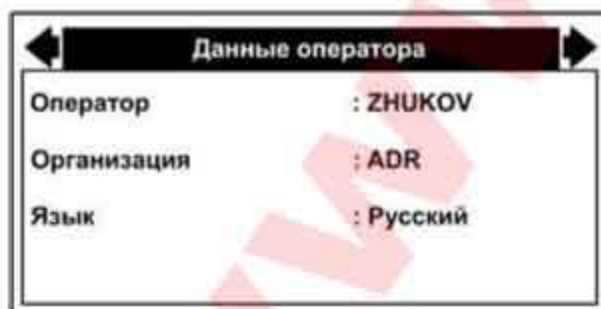 Данные оператора
Оператор : ZHUKOV
Организация : ADR
Язык : Русский